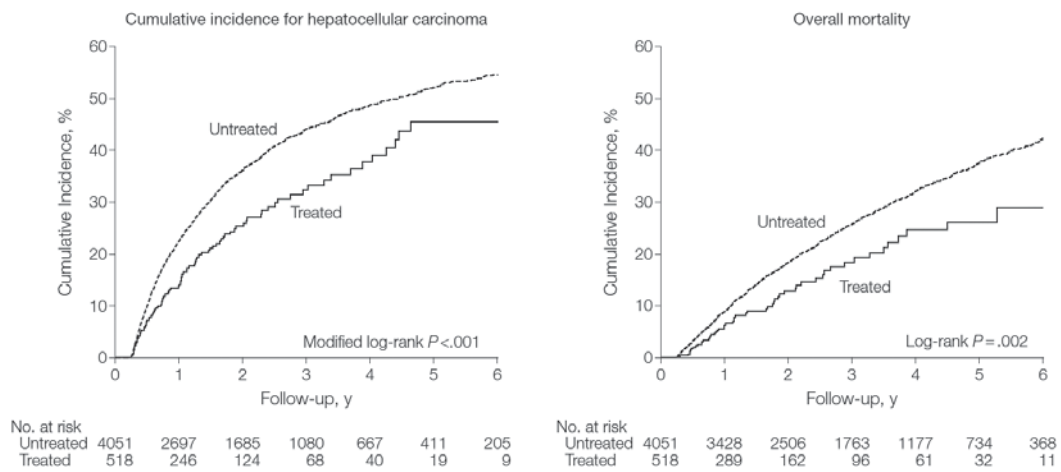 Cumulative incidence for hepatocellular carcinoma
60
50
40
30
20
10
0
Cumulative Incidence, %
Untreated
Treated
Modified log-rank P<.001
0 1 2 3 4 5 6
Follow-up, y
No. at risk
Untreated 4051 2697 1685 1080 667 411 205
Treated 518 246 124 68 40 19 9
Overall mortality
60
50
40
30
20
10
0
Cumulative Incidence, %
Untreated
Treated
Log-rank P=.002
0 1 2 3 4 5 6
Follow-up, y
No. at risk
Untreated 4051 3428 2506 1763 1177 734 368
Treated 518 289 162 96 61 32 11